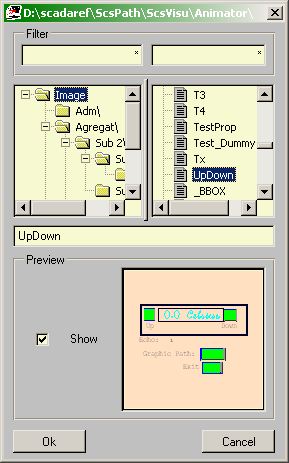 D:\scadaref\ScsPath\ScsVisu\Animator\
Filter
* *
Image
Adm\
Agregat\
Sub 2\
Su
Su
T3
T4
TestProp
Test_Dummy
Tx
UpDown
_BBOX
UpDown
Preview
Show
Up Down
Echo: 1
Graphic Path:
Exit
Ok Cancel